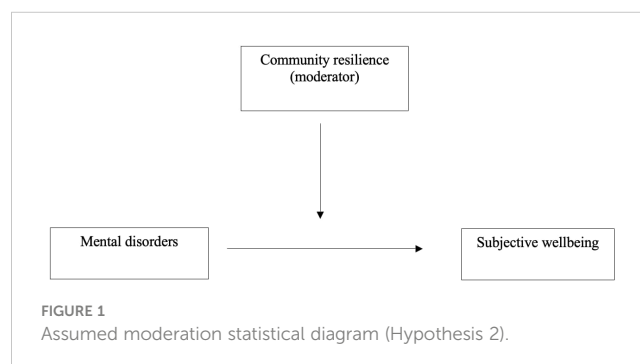 Community resilience
(moderator)
Mental disorders
Subjective wellbeing
FIGURE 1
Assumed moderation statistical diagram (Hypothesis 2).